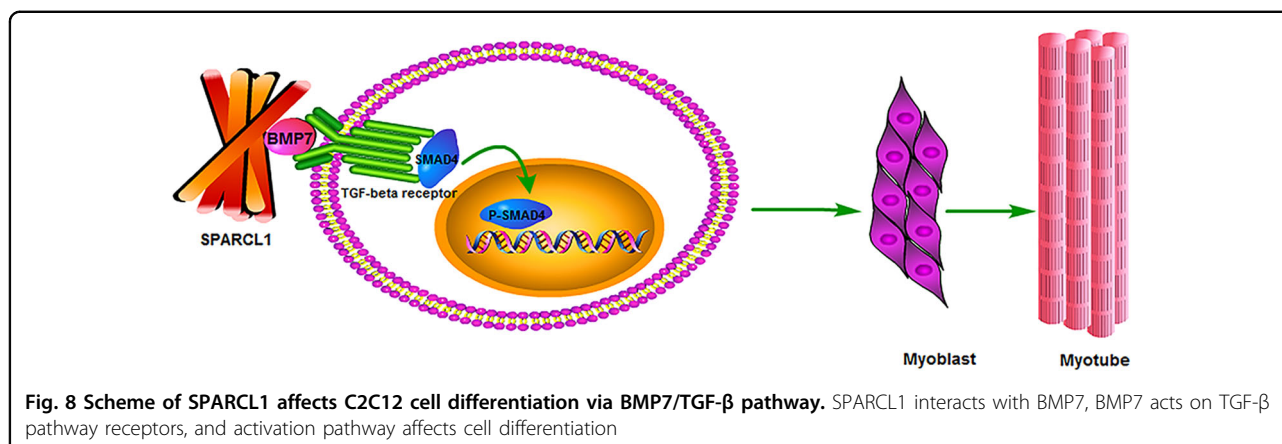 BMP7
SMAD4
TGF-beta receptor
P-SMAD4
SPARCL1
Myoblast
Myotube
Fig. 8 Scheme of SPARCL1 affects C2C12 cell differentiation via BMP7/TGF-β pathway. SPARCL1 interacts with BMP7, BMP7 acts on TGF-β
pathway receptors, and activation pathway affects cell differentiation